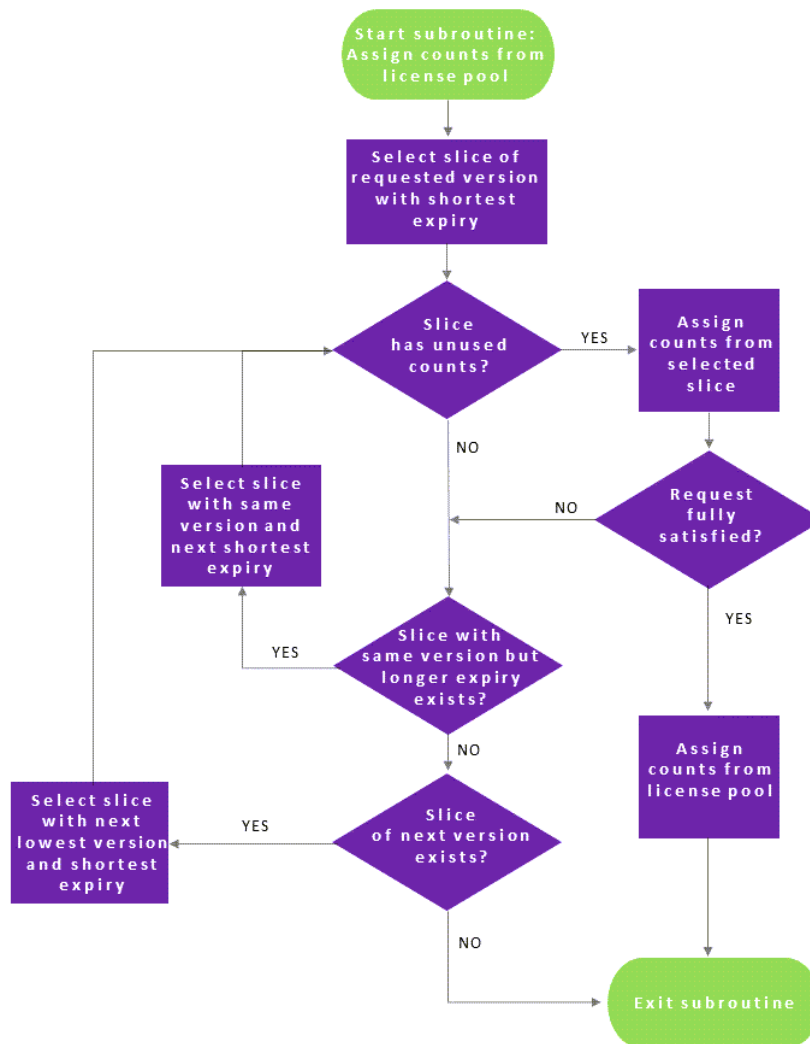 Start subroutine:
Assign counts from
license pool
Select slice of
requested version
with shortest
expiry
Slice
has unused
counts?
YES
Assign
counts from
selected
slice
NO
Select slice
with same
version and
next shortest
expiry
NO
Request
fully
satisfied?
YES
YES
Slice with
same version but
longer expiry
exists?
NO
Assign
counts from
license pool
Select slice
with next
lowest version
and shortest
expiry
YES
Slice
of next version
exists?
NO
Exit subroutine